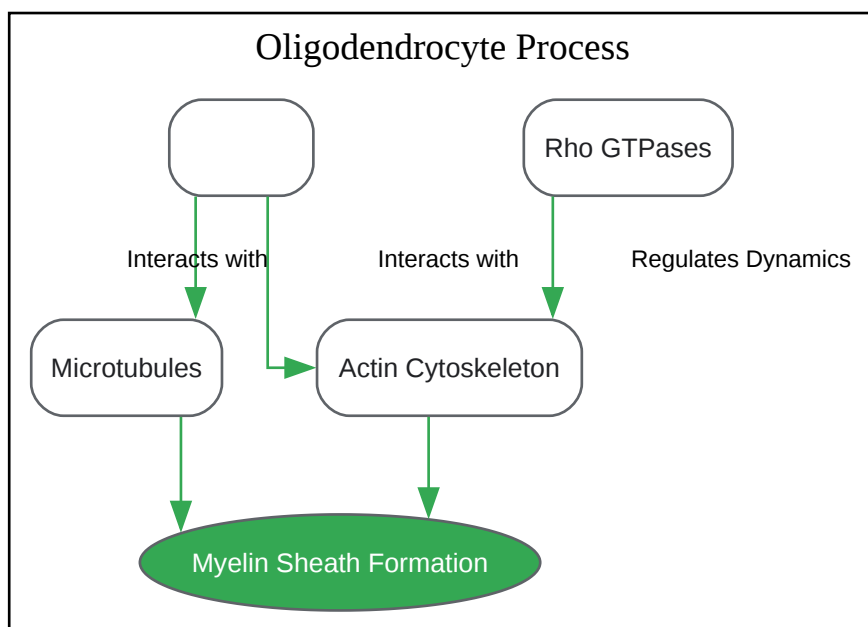 Oligodendrocyte Process
Rho GTPases
Interacts with
Interacts with
Regulates Dynamics
Microtubules
Actin Cytoskeleton
Myelin Sheath Formation